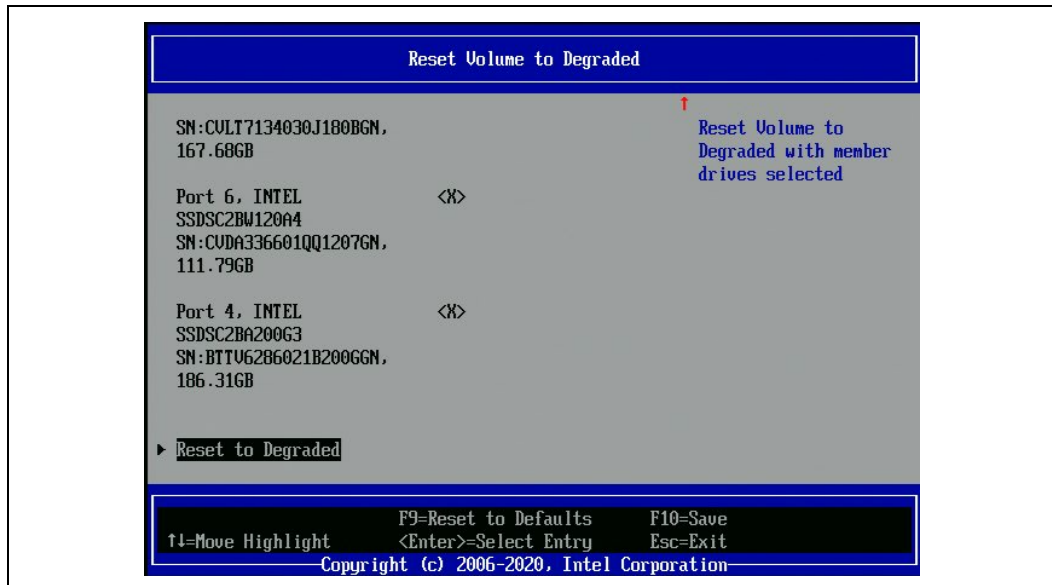 Reset Volume to Degraded
↑
SN:CVLT7134030J180BGN,
167.68GB
Reset Volume to
Degraded with member
drives selected
Port 6, INTEL <X>
SSDSC2BW120A4
SN:CVDA336601QQ1207GN,
111.79GB
Port 4, INTEL <X>
SSDSC2BA200G3
SN:BTTV6286021B200GGN,
186.31GB
► Reset to Degraded
F9=Reset to Defaults F10=Save
↑↓=Move Highlight <Enter>=Select Entry Esc=Exit
Copyright (c) 2006-2020, Intel Corporation